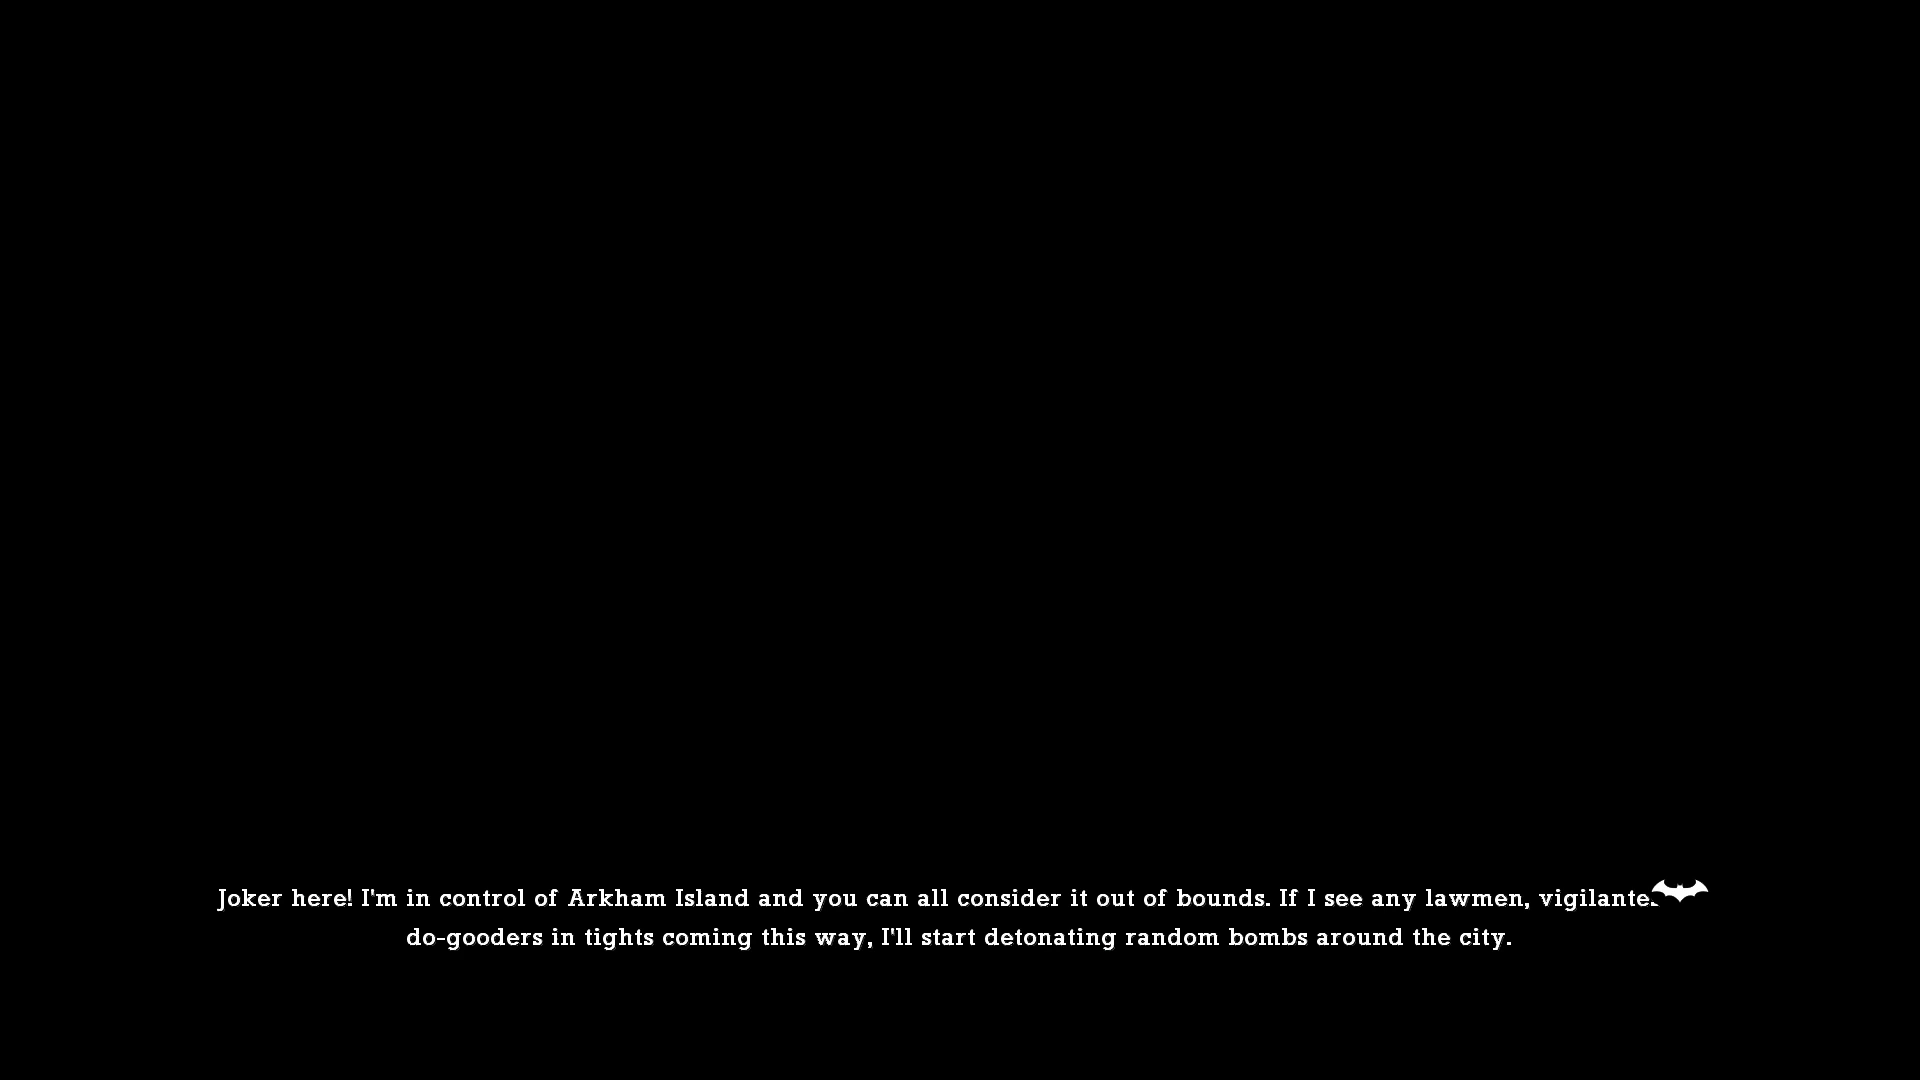 Joker here! I'm in control of Arkham Island and you can all consider it out of bounds. If I see any lawmen,
do-gooders in tights coming this way, I'll start detonating random bombs around the city.